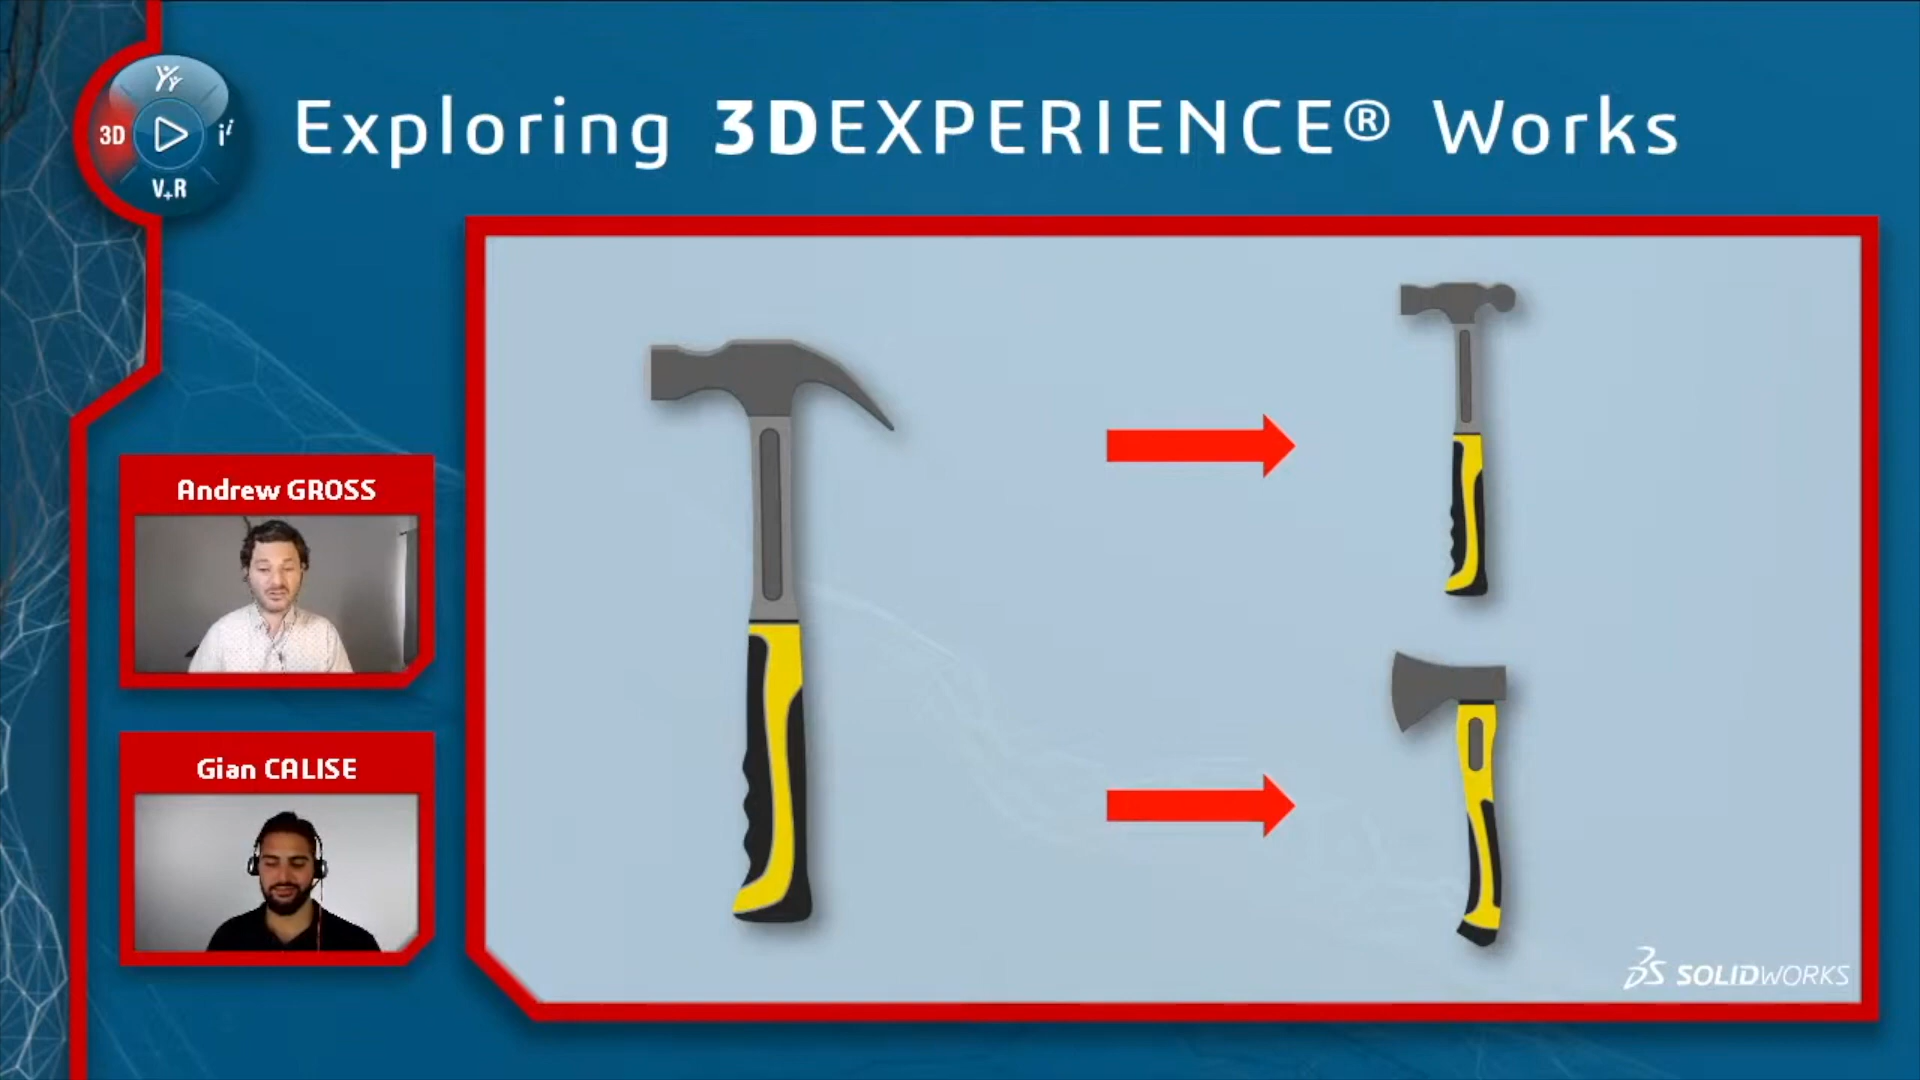 Exploring 3DEXPERIENCE® Works
3D
i
V+R
Andrew GROSS
Gian CALISE
SOLIDWORKS